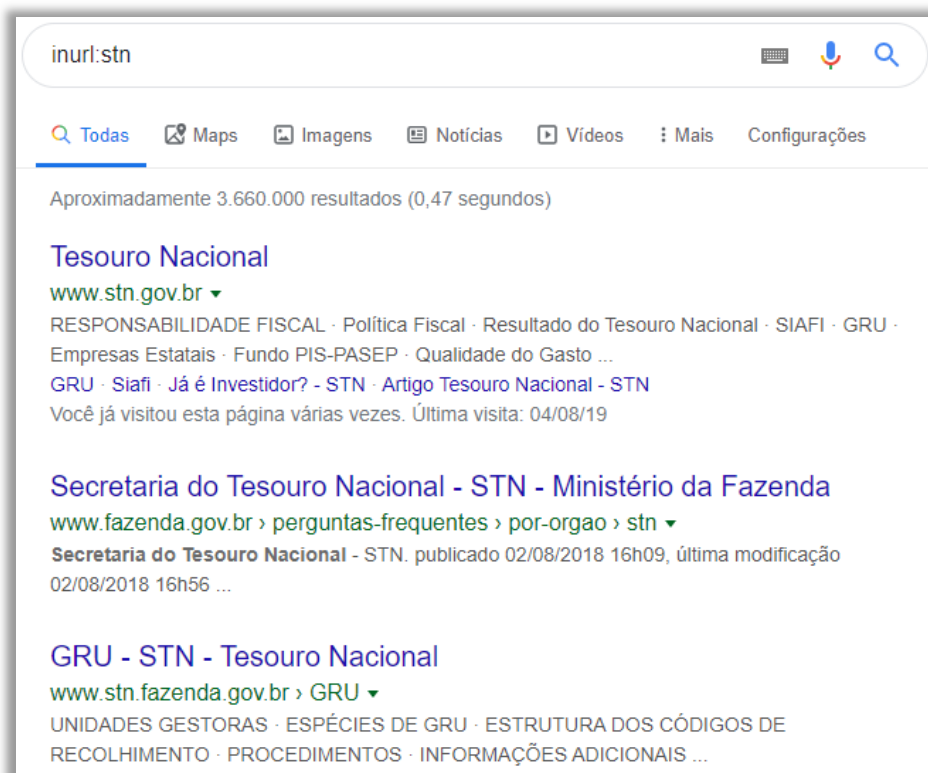 inurl:stn
Todas Maps Imagens Notícias Vídeos Mais Configurações
Aproximadamente 3.660.000 resultados (0,47 segundos)
Tesouro Nacional
www.stn.gov.br
RESPONSABILIDADE FISCAL · Política Fiscal · Resultado do Tesouro Nacional · SIAFI · GRU ·
Empresas Estatais · Fundo PIS-PASEP · Qualidade do Gasto ...
GRU · Siafi · Já é Investidor? - STN · Artigo Tesouro Nacional - STN
Você já visitou esta página várias vezes. Última visita: 04/08/19
Secretaria do Tesouro Nacional - STN - Ministério da Fazenda
www.fazenda.gov.br › perguntas-frequentes › por-orgao › stn
Secretaria do Tesouro Nacional - STN. publicado 02/08/2018 16h09, última modificação
02/08/2018 16h56 ...
GRU - STN - Tesouro Nacional
www.stn.fazenda.gov.br › GRU
UNIDADES GESTORAS · ESPÉCIES DE GRU · ESTRUTURA DOS CÓDIGOS DE
RECOLHIMENTO · PROCEDIMENTOS · INFORMAÇÕES ADICIONAIS ...